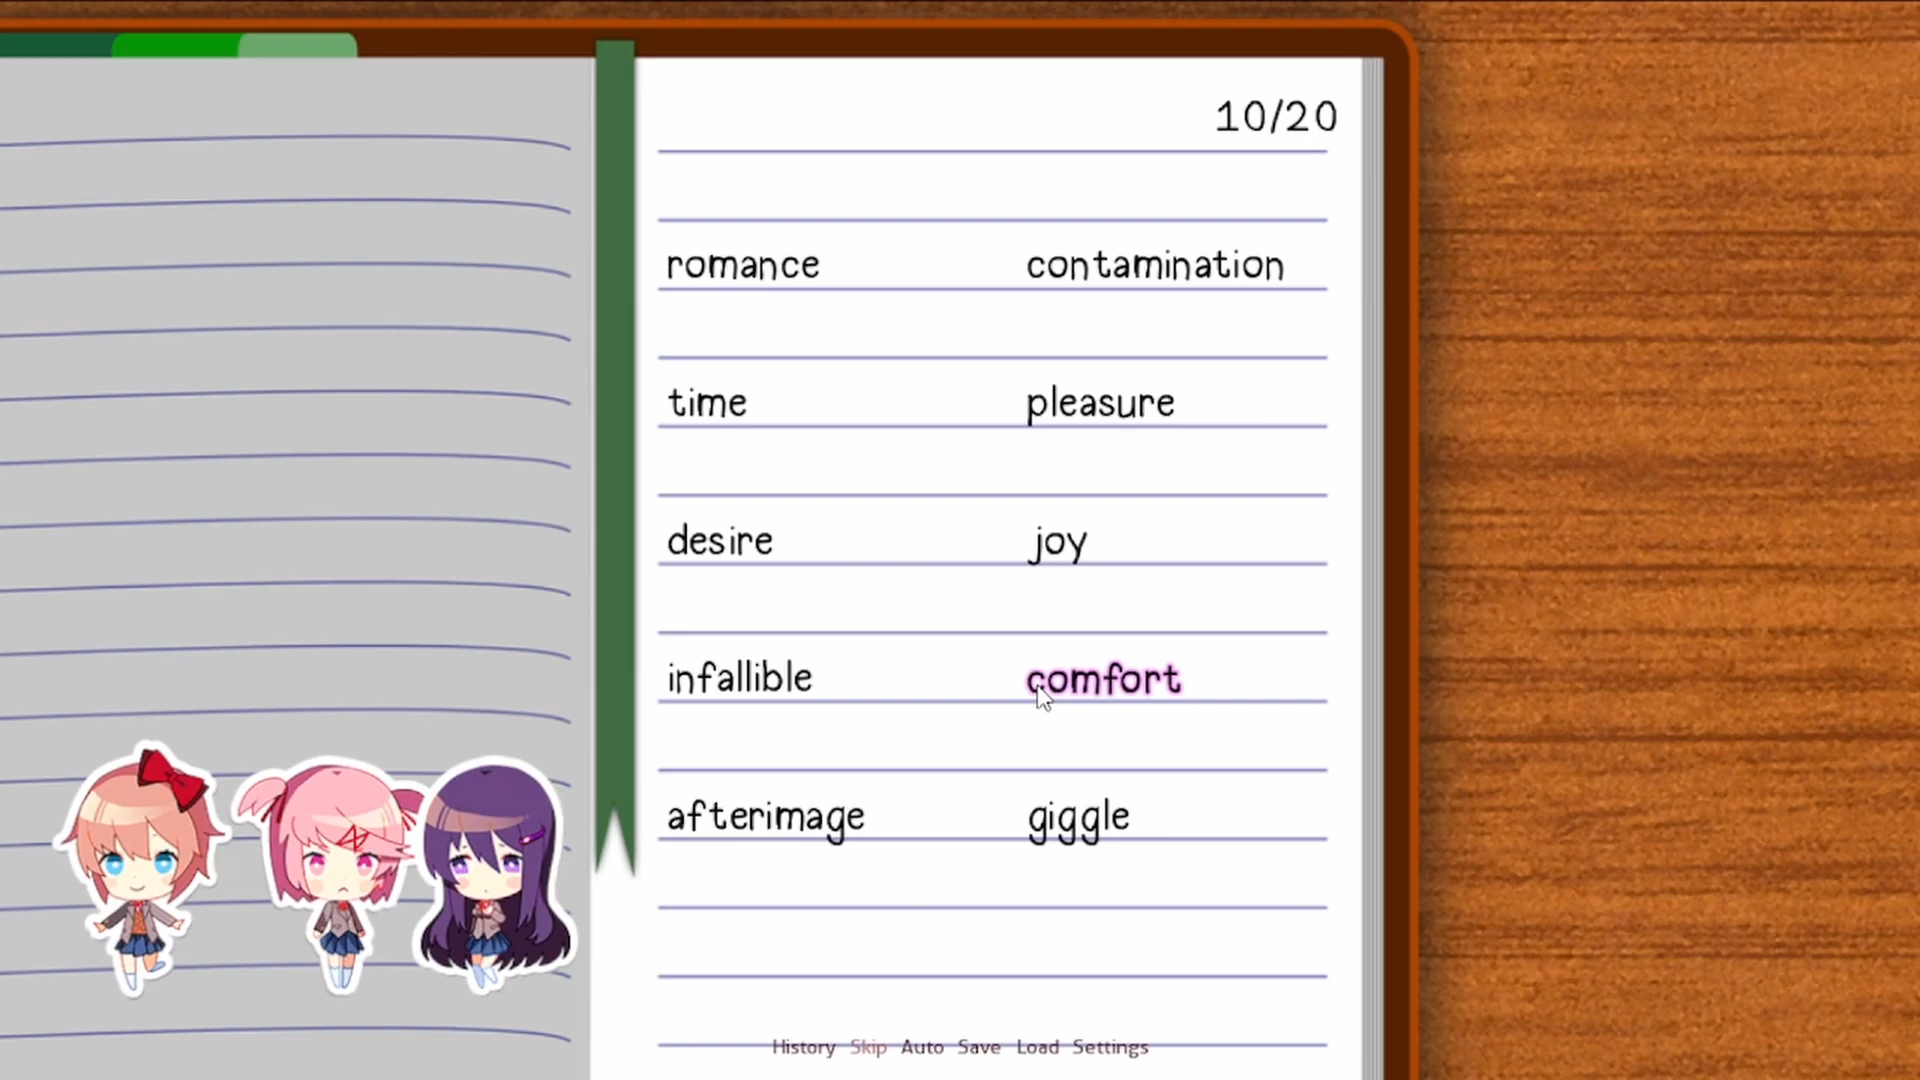 10/20
romance contamination
time pleasure
desire joy
infallible comfort
afterimage giggle
History Skip Auto Save Load Settings